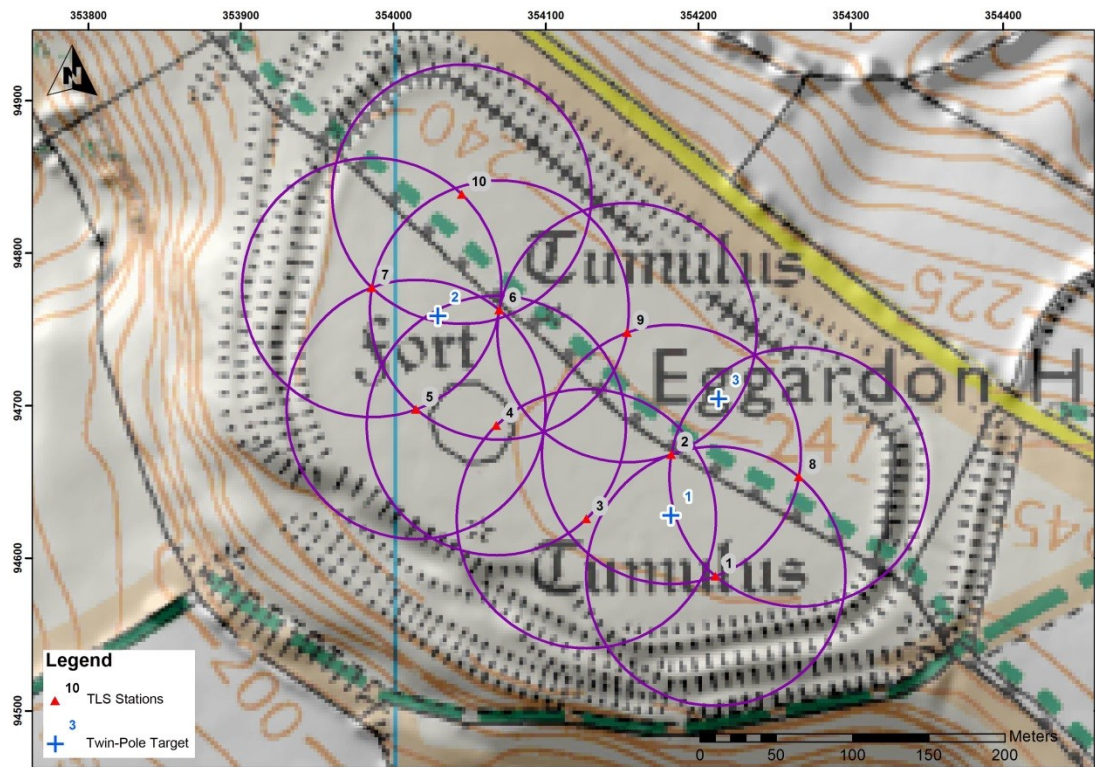 353800 353900 354000 354100 354200 354300 354400
94900
94800
94700
94600
94500
N
240
10
Tumulus
225
7
2
6
9
fort
Eggardon H
3
5
4
2
247
8
1
3
245
1
Tumulus
200
Legend
10
TLS Stations
3
Twin-Pole Target
Meters
0 50 100 150 200